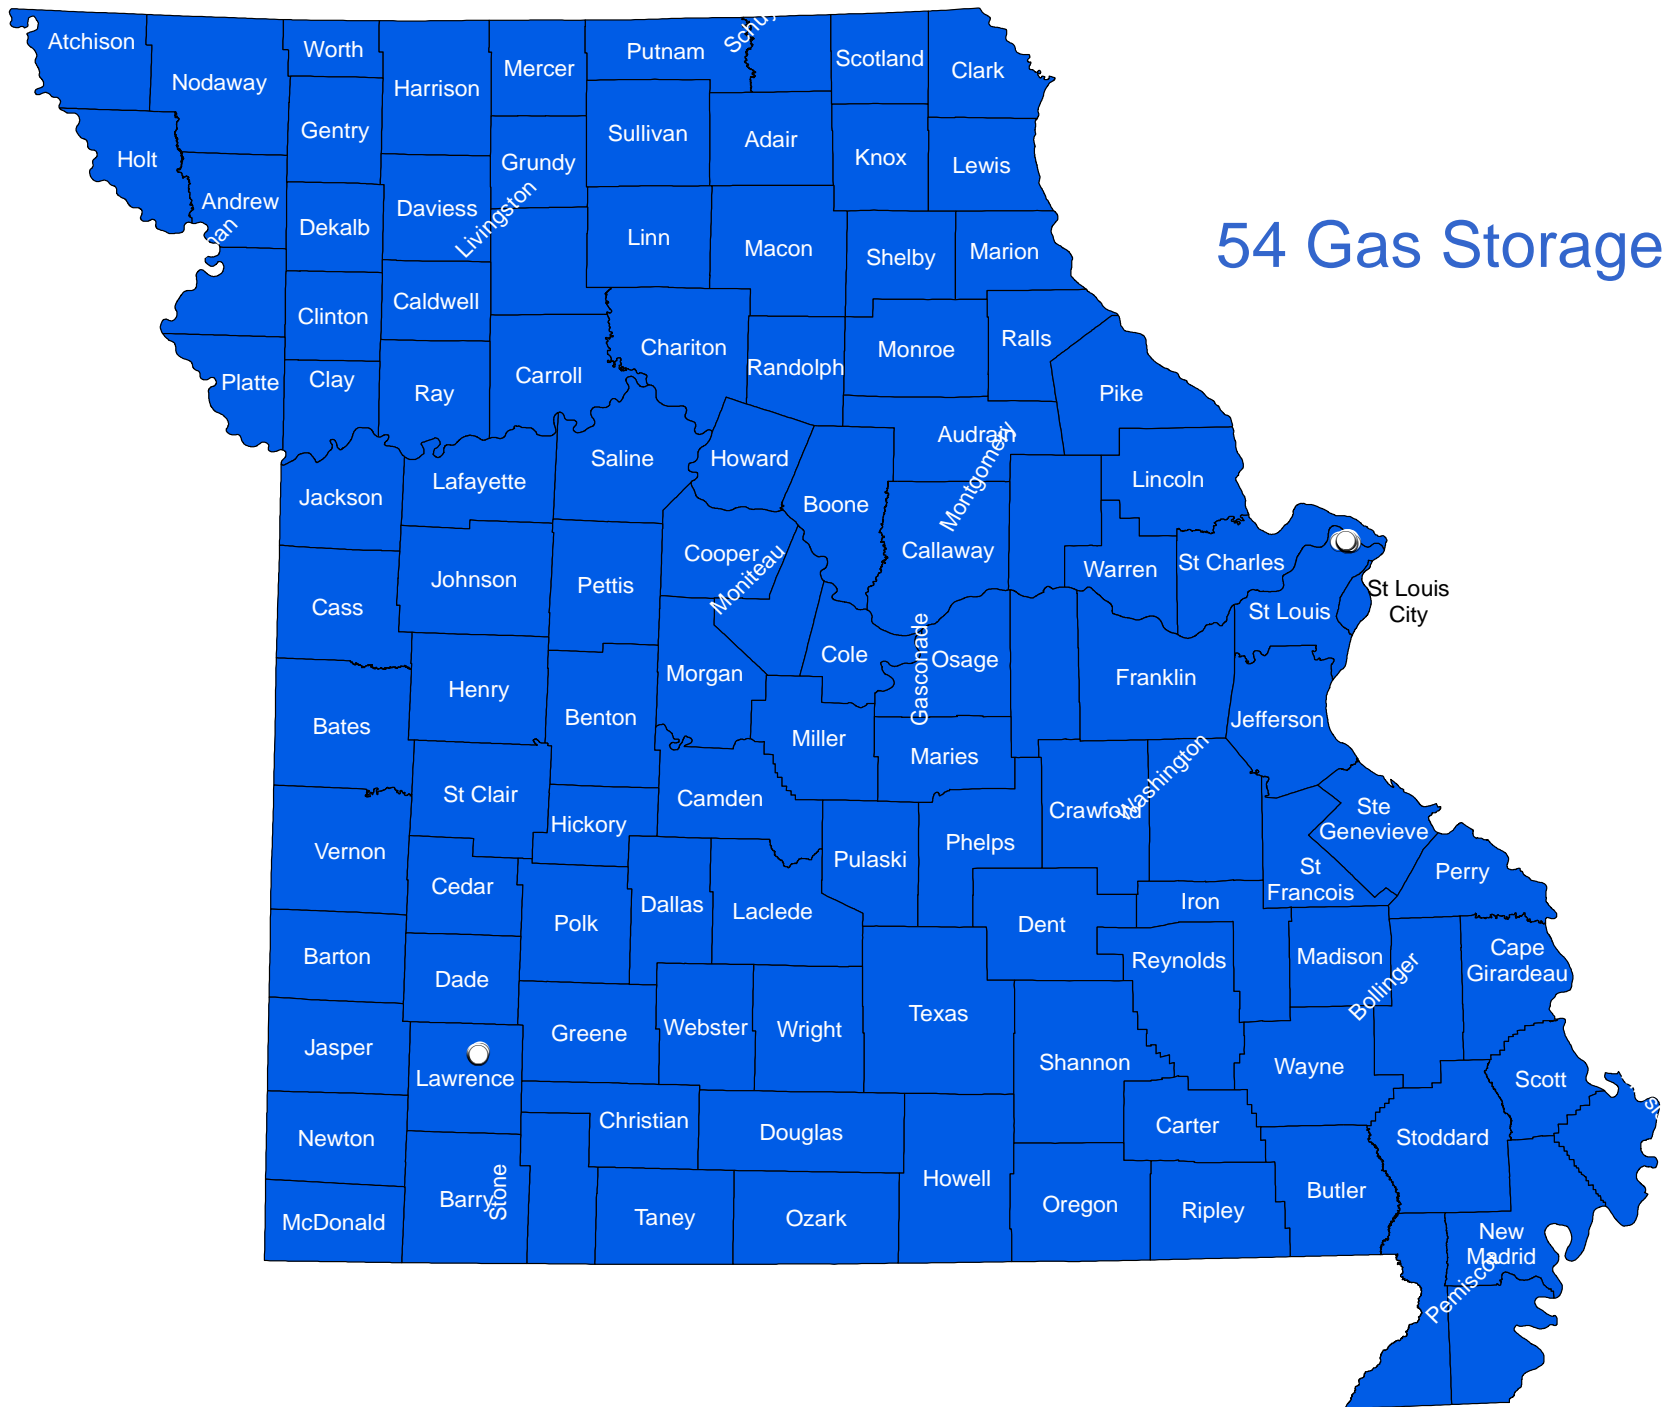 Atchison
Nodaway
Worth
Harrison
Mercer
Putnam
Scotland
Clark
Gentry
Sullivan
Adair
Knox
Lewis
Holt
Grundy
Andrew
Daviess
Livingston
Dekalb
Linn
Macon
Shelby
Marion
54 Gas Storage
Clinton
Caldwell
Chariton
Randolph
Monroe
Ralls
Platte
Clay
Ray
Carroll
Pike
Audrain
Montgomery
Howard
Saline
Lafayette
Jackson
Boone
Lincoln
Callaway
Cooper
Moniteau
Johnson
Pettis
Warren
St Charles
St Louis
City
St Louis
Cass
Cole
Osage
Gasconade
Morgan
Henry
Franklin
Benton
Bates
Miller
Jefferson
Maries
Washington
St Clair
Camden
Crawford
Hickory
Ste
Genevieve
Vernon
Pulaski
Phelps
St
Francois
Perry
Cedar
Polk
Dallas
Laclede
Iron
Dent
Barton
Dade
Reynolds
Madison
Bollinger
Cape
Girardeau
Jasper
Greene
Webster
Wright
Texas
Shannon
Wayne
Lawrence
Scott
Newton
Christian
Douglas
Carter
Stoddard
Barry
Stone
McDonald
Taney
Ozark
Howell
Oregon
Ripley
Butler
New
Madrid
Pemiscot